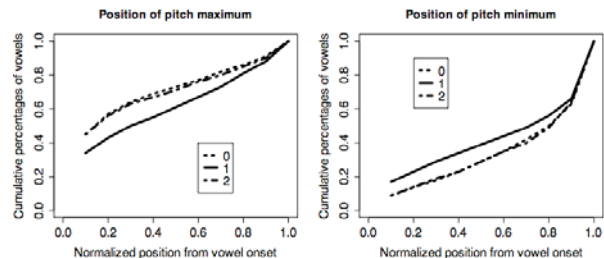 Position of pitch maximum
Cumulative percentages of vowels
1.0
0.8
0.6
0.4
0.2
0.0
0
1
2
0.0 0.2 0.4 0.6 0.8 1.0
Normalized position from vowel onset
Position of pitch minimum
Cumulative percentages of vowels
1.0
0.8
0.6
0.4
0.2
0.0
0
1
2
0.0 0.2 0.4 0.6 0.8 1.0
Normalized position from vowel onset